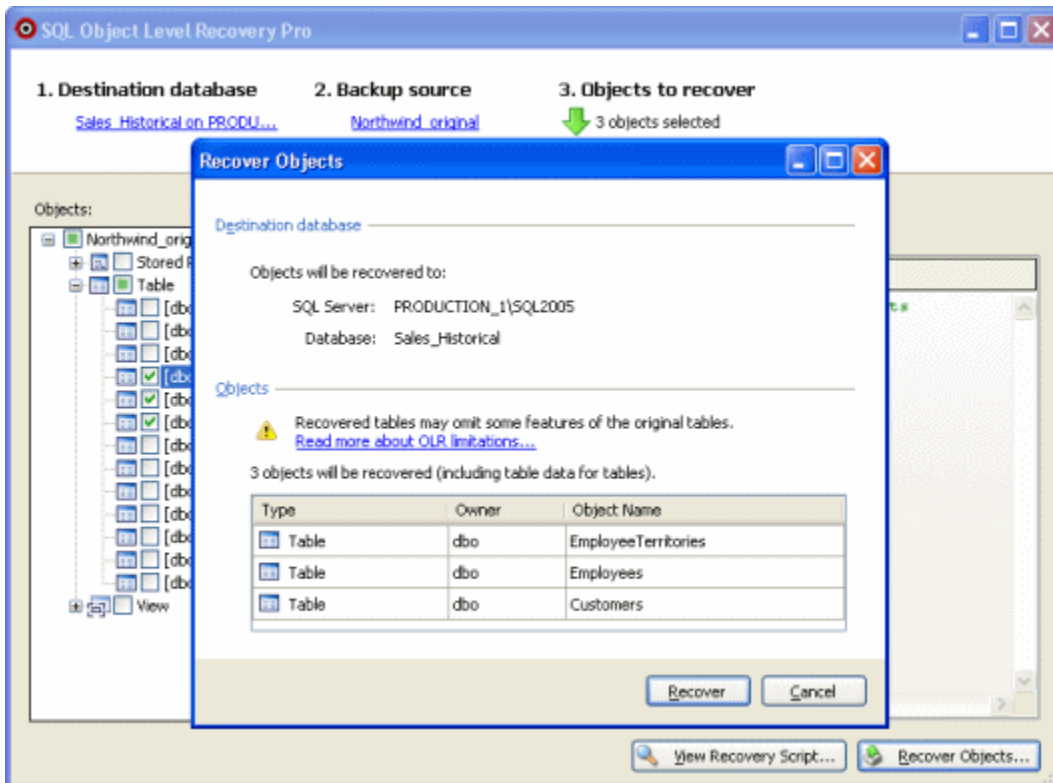 SQL Object Level Recovery Pro
1. Destination database 2. Backup source 3. Objects to recover
Sales_Historical on PRODU... Northwind_original 3 objects selected
Recover Objects
Objects:
Northwind_orig
Stored P
Table
[dbo
[dbo
[dbo
[dbo
[dbo
[dbo
[dbo
[dbo
[dbo
[dbo
[dbo
[dbo
[dbo
View
ts
Destination database
Objects will be recovered to:
SQL Server: PRODUCTION_1\SQL2005
Database: Sales_Historical
Objects
Recovered tables may omit some features of the original tables.
Read more about OLR limitations...
3 objects will be recovered (including table data for tables).
Type Owner Object Name
Table dbo EmployeeTerritories
Table dbo Employees
Table dbo Customers
Recover Cancel
View Recovery Script... Recover Objects...